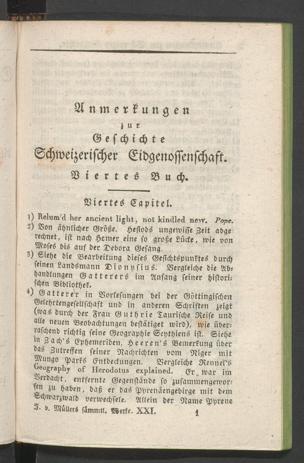 Anmerkungen
zur
Geschichte
Schweizerischer Eidgenossenschaft.
Viertes Buch.
Viertes Capitel.
1) Relum'd her ancient light, not kindled new. Pope.
2) Von ähnlicher Größe. Hesiods ungewisse Zeit abge-
rechnet, ist nach Homer eine so große Lücke, wie von
Moses bis auf der Debora Gesang.
3) Siehe die Bearbeitung dieses Gesichtspunktes durch
seinen Landsmann Dionysius. Vergleiche die Ab-
handlungen Gatterers im Anfang seiner histori-
schen Bibliothek.
4) Gatterer in Vorlesungen bei der Göttingischen
Gelehrtengesellschaft und in andern Schriften zeigt
(was durch Frau Guthrie Taurische Reise und
alle neuen Beobachtungen bestätiget wird), wie über-
raschend richtig seine Geographie Scythiens ist. Siehe
in Zach's Ephemeriden, Heeren's Bemerkung über
das Zutreffen seiner Nachrichten vom Niger mit
Mungo Parks Entdeckungen. Vergleiche Rennel's
Geography of Herodotus explained. Er war im
Verdacht, entfernte Gegenstände so zusammengewor-
fen zu haben, daß er das Pyrenäengebirge mit dem
Schwarzwald verwechsele. Allein der Name Pyrene
J. v. Müllers sämmtl. Werke. XXI. 1